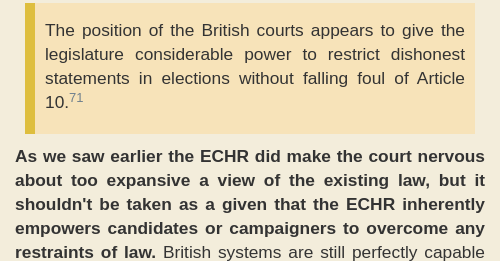 The position of the British courts appears to give the
legislature considerable power to restrict dishonest
statements in elections without falling foul of Article
10.71
As we saw earlier the ECHR did make the court nervous
about too expansive a view of the existing law, but it
shouldn't be taken as a given that the ECHR inherently
empowers candidates or campaigners to overcome any
restraints of law. British systems are still perfectly capable